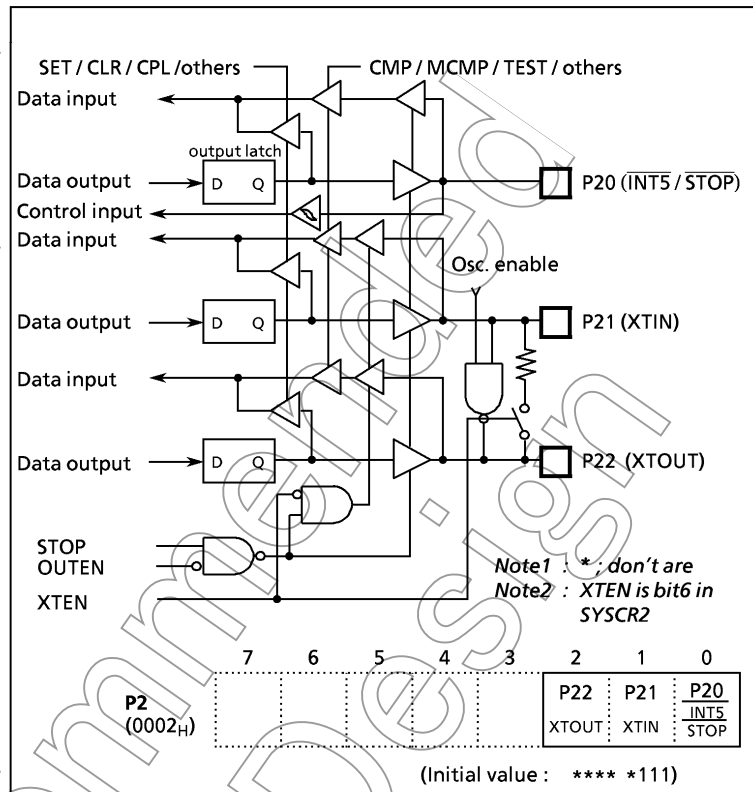 SET / CLR / CPL /others
CMP / MCMP / TEST / others
Data input
output latch
Data output
D Q
P20 (INT5 / STOP)
Control input
Data input
Osc. enable
Data output
D Q
P21 (XTIN)
Data input
Data output
D Q
P22 (XTOUT)
STOP
OUTEN
XTEN
Note1 : * ; don't are
Note2 : XTEN is bit6 in
SYSCR2
7 6 5 4 3 2 1 0
P2
(0002H)
P22
XTOUT
P21
XTIN
P20
INT5
STOP
(Initial value : **** *111)
ommended
Design